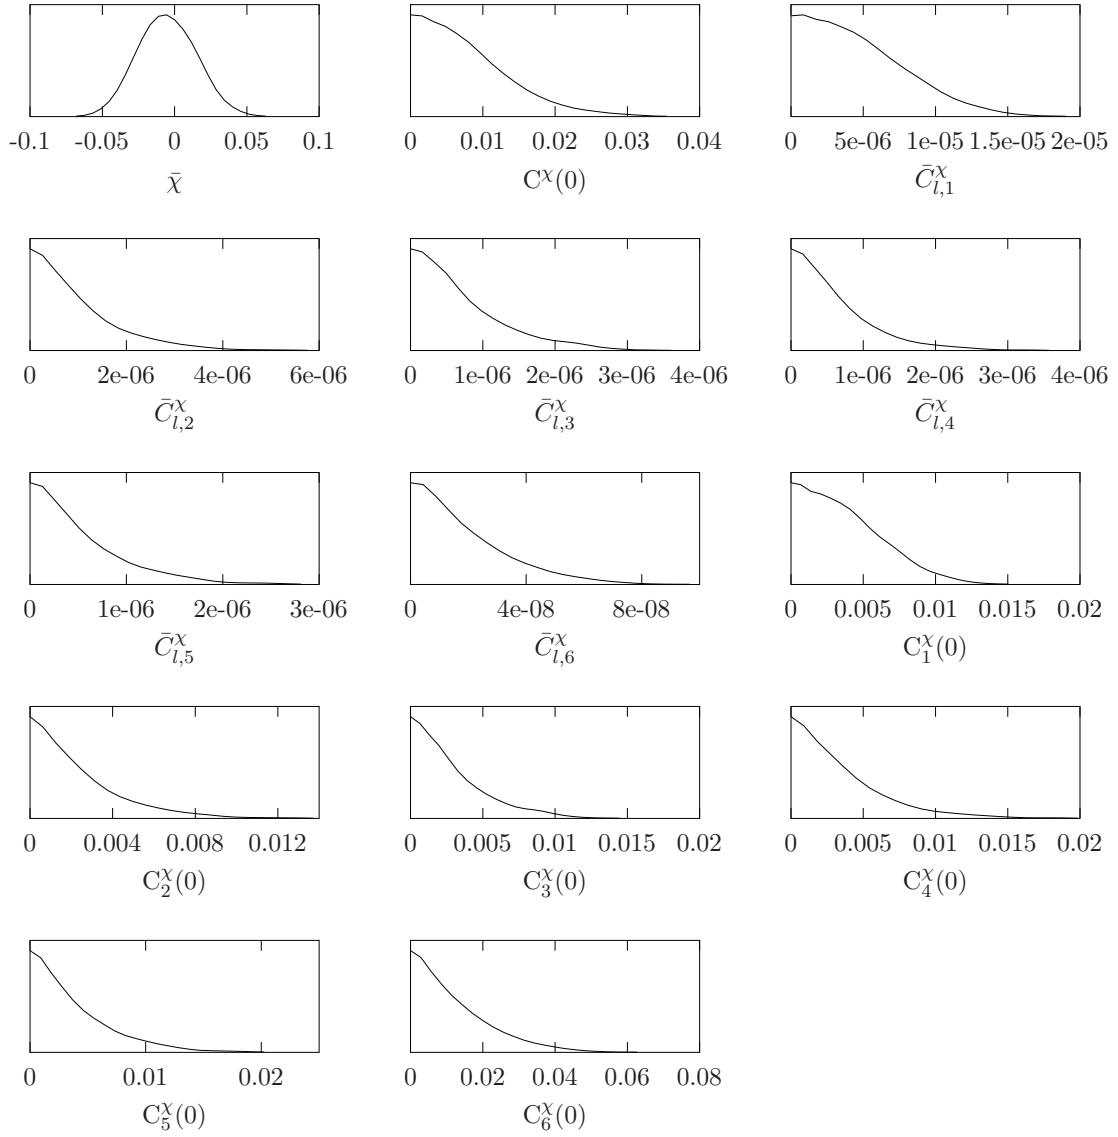 -0.1 -0.05 0 0.05 0.1 0 0.01 0.02 0.03 0.04 0 5e-06 1e-05 1.5e-05 2e-05
χ̄ C^χ(0) C̄^χ_{l,1}
0 2e-06 4e-06 6e-06 0 1e-06 2e-06 3e-06 4e-06 0 1e-06 2e-06 3e-06 4e-06
C̄^χ_{l,2} C̄^χ_{l,3} C̄^χ_{l,4}
0 1e-06 2e-06 3e-06 0 4e-08 8e-08 0 0.005 0.01 0.015 0.02
C̄^χ_{l,5} C̄^χ_{l,6} C^χ_1(0)
0 0.004 0.008 0.012 0 0.005 0.01 0.015 0.02 0 0.005 0.01 0.015 0.02
C^χ_2(0) C^χ_3(0) C^χ_4(0)
0 0.01 0.02 0 0.02 0.04 0.06 0.08
C^χ_5(0) C^χ_6(0)